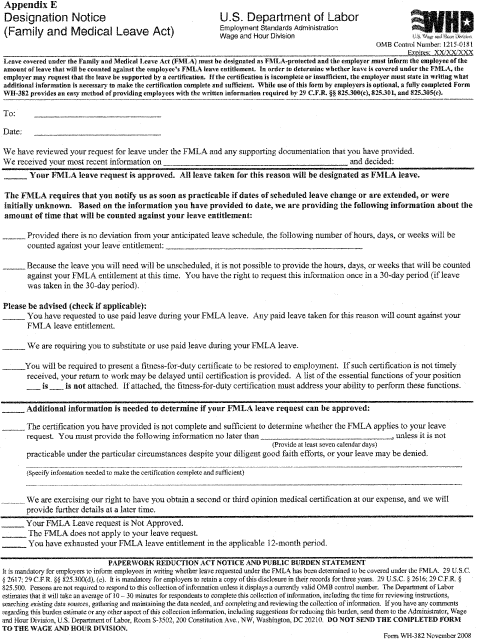 Appendix E
Designation Notice
(Family and Medical Leave Act)
U.S. Department of Labor
Employment Standards Administration
Wage and Hour Division
WHD
U.S. Wage and Hour Division
OMB Control Number: 1215-0181
Expires: XX/XX/XXX
Leave covered under the Family and Medical Leave Act (FMLA) must be designated as FMLA-protected and the employer must inform the employee of the
amount of leave that will be counted against the employee's FMLA leave entitlement. In order to determine whether leave is covered under the FMLA, the
employer may request that the leave be supported by a certification. If the certification is incomplete or insufficient, the employer must state in writing what
additional information is necessary to make the certification complete and sufficient. While use of this form by employers is optional, a fully completed Form
WH-382 provides an easy method of providing employees with the written information required by 29 C.F.R. §§ 825.300(c), 825.301, and 825.305(c).
To:
Date:
We have reviewed your request for leave under the FMLA and any supporting documentation that you have provided.
We received your most recent information on and decided:
Your FMLA leave request is approved. All leave taken for this reason will be designated as FMLA leave.
The FMLA requires that you notify us as soon as practicable if dates of scheduled leave change or are extended, or were
initially unknown. Based on the information you have provided to date, we are providing the following information about the
amount of time that will be counted against your leave entitlement:
Provided there is no deviation from your anticipated leave schedule, the following number of hours, days, or weeks will be
counted against your leave entitlement:
Because the leave you will need will be unscheduled, it is not possible to provide the hours, days, or weeks that will be counted
against your FMLA entitlement at this time. You have the right to request this information once in a 30-day period (if leave
was taken in the 30-day period).
Please be advised (check if applicable):
You have requested to use paid leave during your FMLA leave. Any paid leave taken for this reason will count against your
FMLA leave entitlement.
We are requiring you to substitute or use paid leave during your FMLA leave.
You will be required to present a fitness-for-duty certificate to be restored to employment. If such certification is not timely
received, your return to work may be delayed until certification is provided. A list of the essential functions of your position
is is not attached. If attached, the fitness-for-duty certification must address your ability to perform these functions.
Additional information is needed to determine if your FMLA leave request can be approved:
The certification you have provided is not complete and sufficient to determine whether the FMLA applies to your leave
request. You must provide the following information no later than , unless it is not
(Provide at least seven calendar days)
practicable under the particular circumstances despite your diligent good faith efforts, or your leave may be denied.
(Specify information needed to make the certification complete and sufficient)
We are exercising our right to have you obtain a second or third opinion medical certification at our expense, and we will
provide further details at a later time.
Your FMLA Leave request is Not Approved.
The FMLA does not apply to your leave request.
You have exhausted your FMLA leave entitlement in the applicable 12-month period.
PAPERWORK REDUCTION ACT NOTICE AND PUBLIC BURDEN STATEMENT
It is mandatory for employers to inform employees in writing whether leave requested under the FMLA has been determined to be covered under the FMLA. 29 U.S.C.
§ 2617; 29 C.F.R. §§ 825.300(d), (e). It is mandatory for employers to retain a copy of this disclosure in their records for three years. 29 U.S.C. § 2616; 29 C.F.R. §
825.500. Persons are not required to respond to this collection of information unless it displays a currently valid OMB control number. The Department of Labor
estimates that it will take an average of 10 – 30 minutes for respondents to complete this collection of information, including the time for reviewing instructions,
searching existing data sources, gathering and maintaining the data needed, and completing and reviewing the collection of information. If you have any comments
regarding this burden estimate or any other aspect of this collection information, including suggestions for reducing this burden, send them to the Administrator, Wage
and Hour Division, U.S. Department of Labor, Room S-3502, 200 Constitution Ave., NW, Washington, DC 20210. DO NOT SEND THE COMPLETED FORM
TO THE WAGE AND HOUR DIVISION.
Form WH-382 November 2008